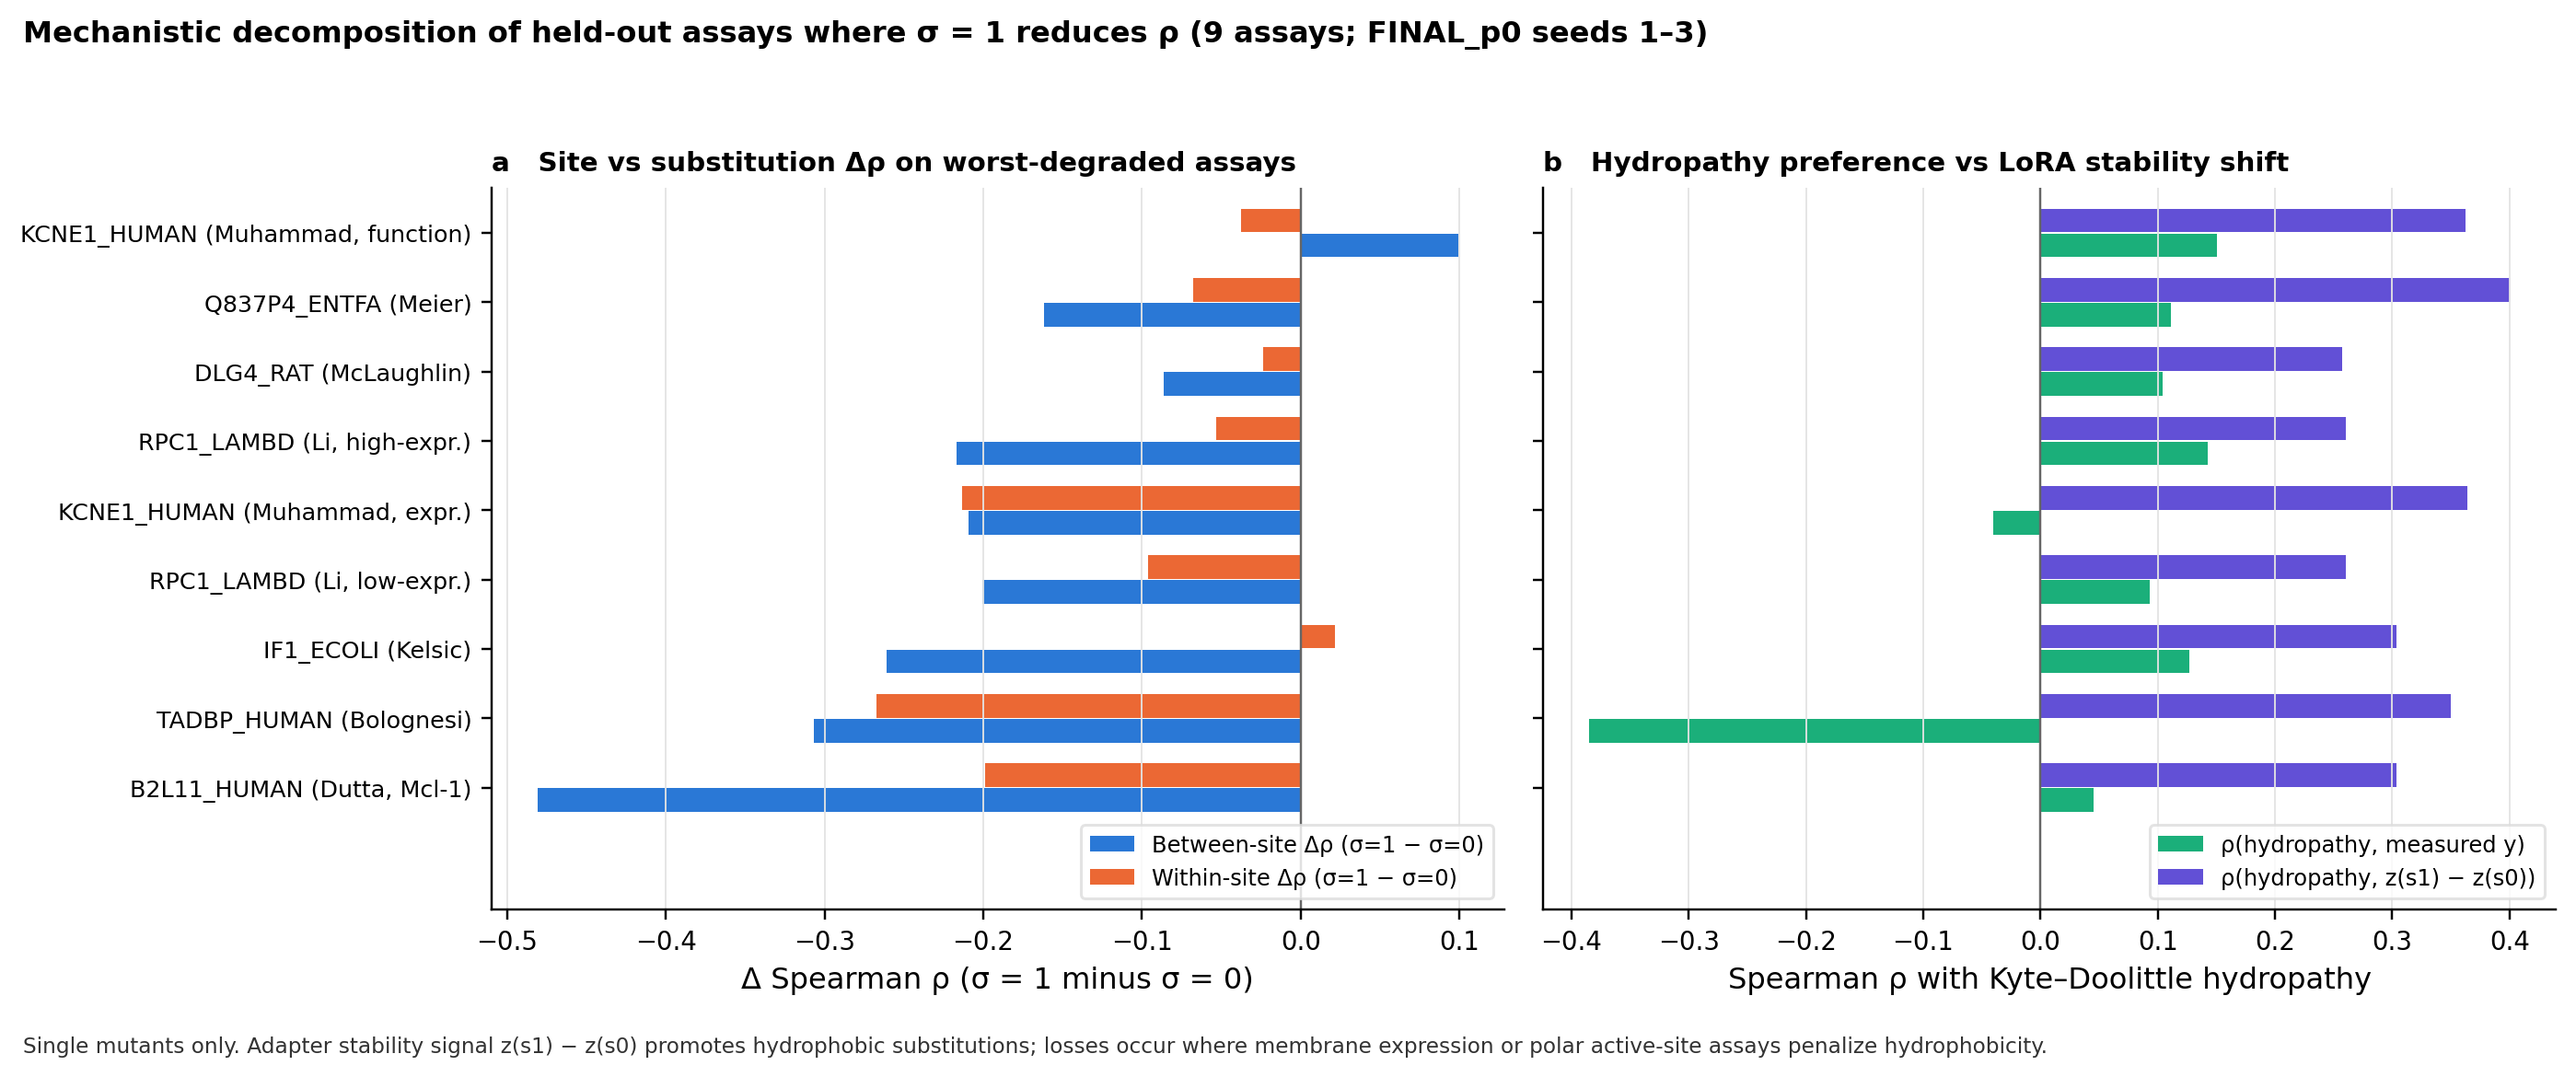 Mechanistic decomposition of held-out assays where σ = 1 reduces ρ (9 assays; FINAL_p0 seeds 1–3)
a Site vs substitution Δρ on worst-degraded assays
KCNE1_HUMAN (Muhammad, function)
Q837P4_ENTFA (Meier)
DLG4_RAT (McLaughlin)
RPC1_LAMBD (Li, high-expr.)
KCNE1_HUMAN (Muhammad, expr.)
RPC1_LAMBD (Li, low-expr.)
IF1_ECOLI (Kelsic)
TADBP_HUMAN (Bolognesi)
B2L11_HUMAN (Dutta, Mcl-1)
Between-site Δρ (σ=1 − σ=0)
Within-site Δρ (σ=1 − σ=0)
−0.5 −0.4 −0.3 −0.2 −0.1 0.0 0.1
Δ Spearman ρ (σ = 1 minus σ = 0)
b Hydropathy preference vs LoRA stability shift
ρ(hydropathy, measured y)
ρ(hydropathy, z(s1) − z(s0))
−0.4 −0.3 −0.2 −0.1 0.0 0.1 0.2 0.3 0.4
Spearman ρ with Kyte–Doolittle hydropathy
Single mutants only. Adapter stability signal z(s1) − z(s0) promotes hydrophobic substitutions; losses occur where membrane expression or polar active-site assays penalize hydrophobicity.